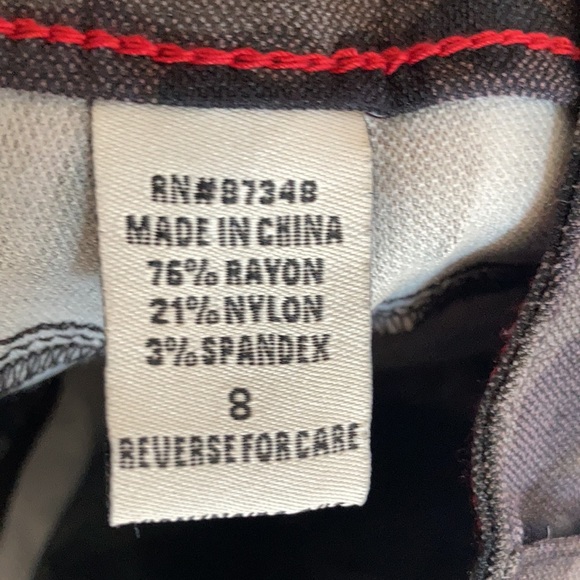 RN#87348
MADE IN CHINA
76% RAYON
21% NYLON
3% SPANDEX
8
REVERSE FOR CARE